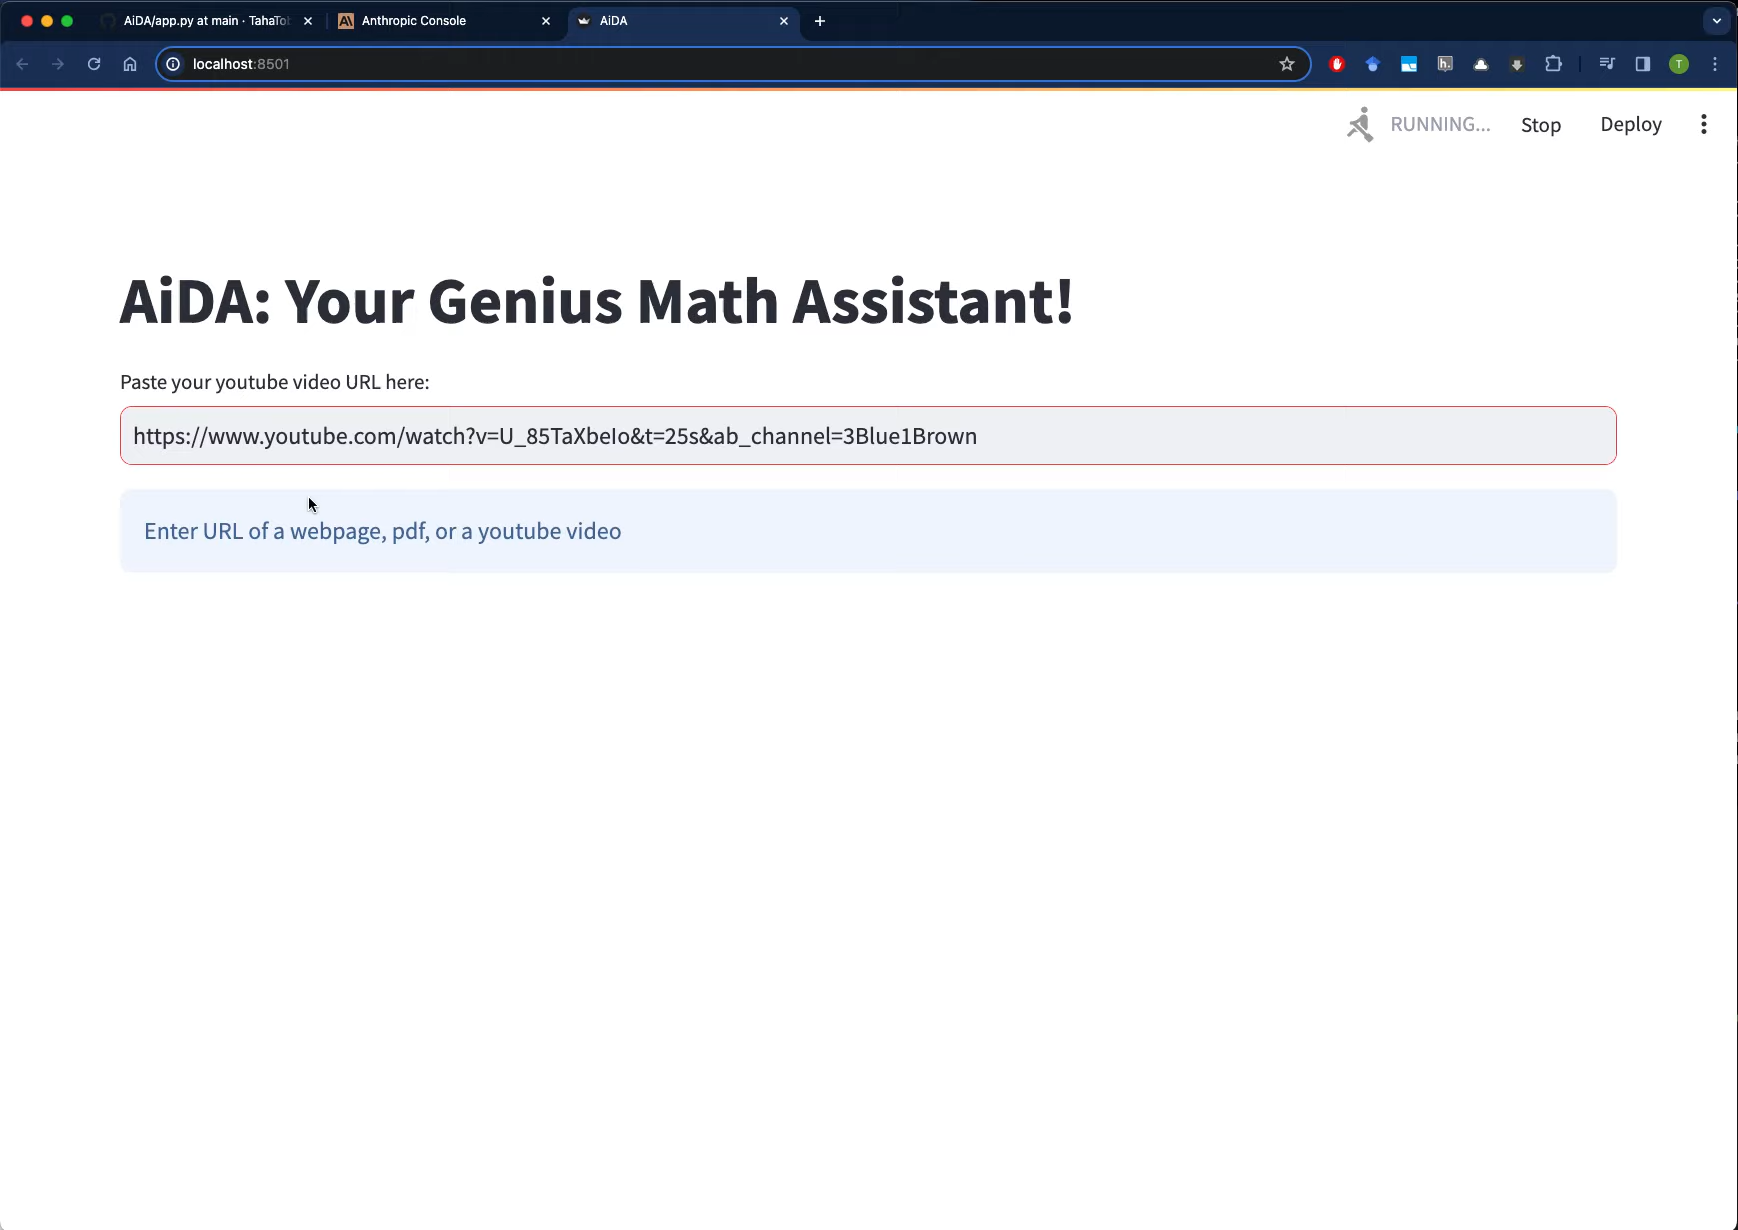 AiDA/app.py at main · TahaTob
Anthropic Console
AiDA
localhost:8501
h.
T
RUNNING...
Stop
Deploy
AiDA: Your Genius Math Assistant!
Paste your youtube video URL here:
https://www.youtube.com/watch?v=U_85TaXbeIo&t=25s&ab_channel=3Blue1Brown
Enter URL of a webpage, pdf, or a youtube video